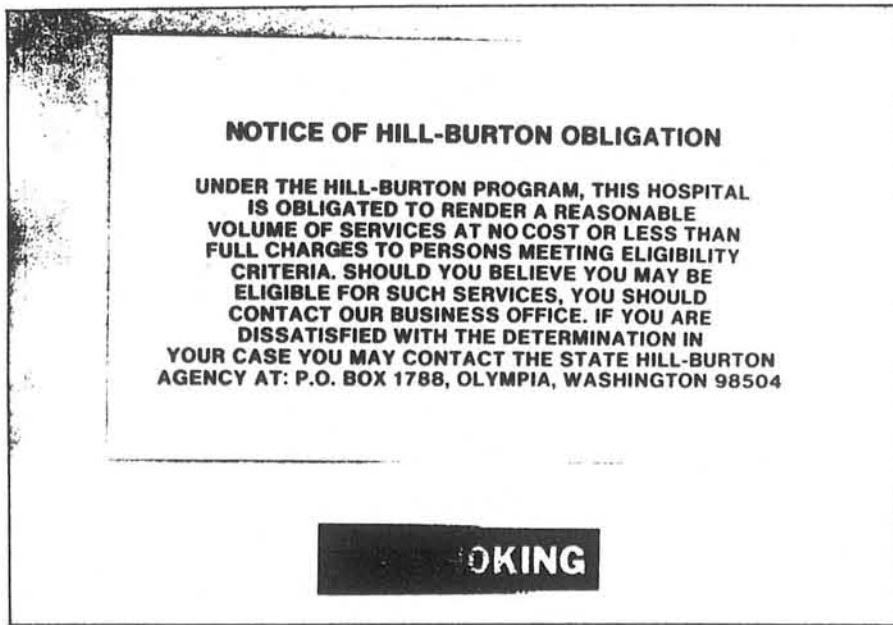 NOTICE OF HILL-BURTON OBLIGATION
UNDER THE HILL-BURTON PROGRAM, THIS HOSPITAL
IS OBLIGATED TO RENDER A REASONABLE
VOLUME OF SERVICES AT NO COST OR LESS THAN
FULL CHARGES TO PERSONS MEETING ELIGIBILITY
CRITERIA. SHOULD YOU BELIEVE YOU MAY BE
ELIGIBLE FOR SUCH SERVICES, YOU SHOULD
CONTACT OUR BUSINESS OFFICE. IF YOU ARE
DISSATISFIED WITH THE DETERMINATION IN
YOUR CASE YOU MAY CONTACT THE STATE HILL-BURTON
AGENCY AT: P.O. BOX 1788, OLYMPIA, WASHINGTON 98504